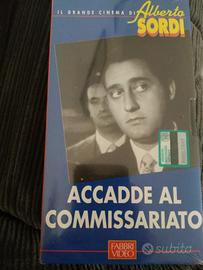 IL GRANDE CINEMA DI
Alberto
SORDI
ACCADDE AL
COMMISSARIATO
FABBRI
VIDEO
subito